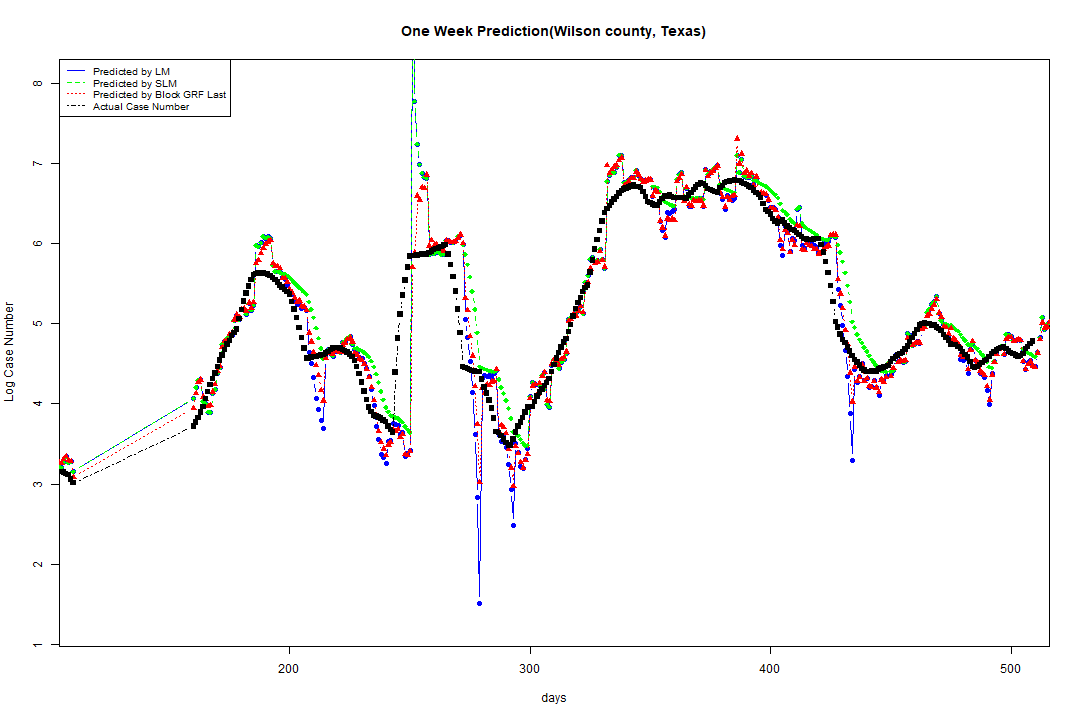 One Week Prediction(Wilson county, Texas)
Predicted by LM
Predicted by SLM
Predicted by Block GRF Last
Actual Case Number
Log Case Number
8
7
6
5
4
3
2
1
200 300 400 500
days